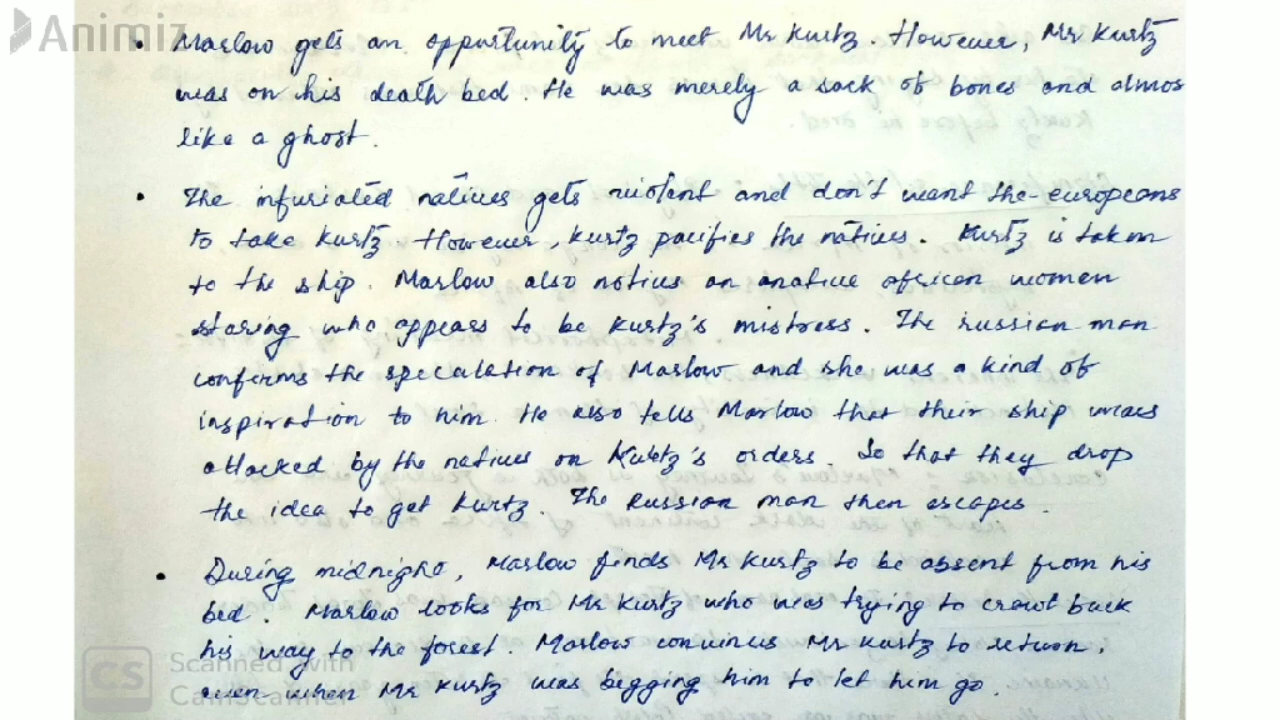 Animiz
• Marlow gets an opportunity to meet Mr Kurtz. However, Mr Kurtz
was on his death bed. He was merely a sack of bones and almos
like a ghost.
• The infuriated natives gets violent and don't want the europeans
to take Kurtz. However, Kurtz pacifies the natives. Kurtz is taken
to the ship. Marlow also notices an anative african women
staring who appears to be Kurtz's mistress. The russian man
confirms the speculation of Marlow and she was a kind of
inspiration to him. He also tells Marlow that their ship was
attacked by the natives on Kurtz's orders. So that they drop
the idea to get Kurtz. The Russian man then escapes.
• During midnight, Marlow finds Mr Kurtz to be absent from his
bed. Marlow looks for Mr Kurtz who was trying to crawl back
his way to the forest. Marlow convinces Mr Kurtz to return,
even when Mr Kurtz was begging him to let him go.
CS Scanned with
CamScanner